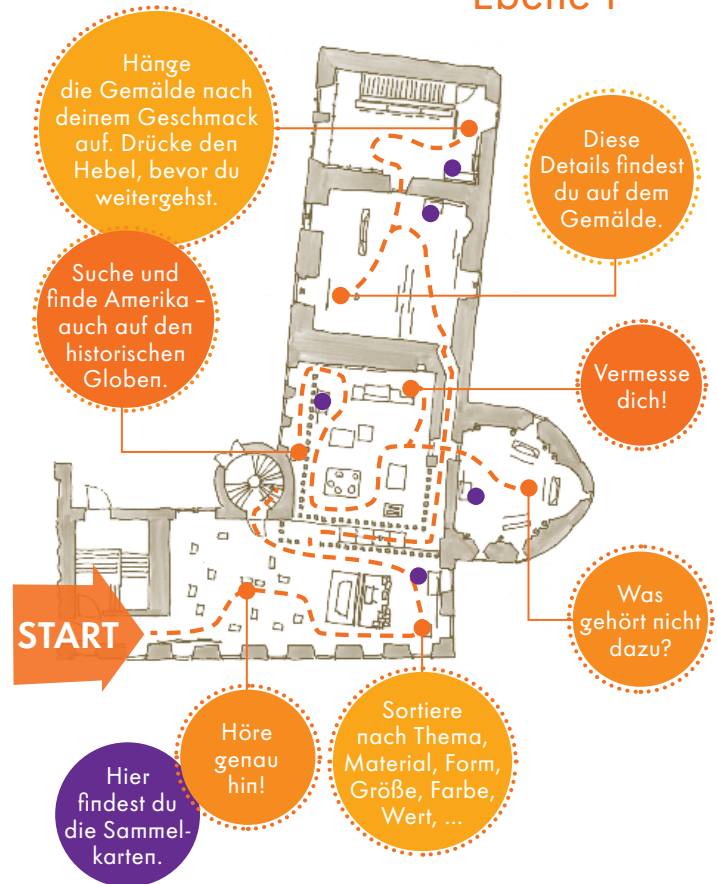 Ebene 1
Hänge
die Gemälde nach
deinem Geschmack
auf. Drücke den
Hebel, bevor du
weitergehst.
Diese
Details findest
du auf dem
Gemälde.
Suche und
finde Amerika –
auch auf den
historischen
Globen.
Vermesse
dich!
Was
gehört nicht
dazu?
START
Höre
genau
hin!
Sortiere
nach Thema,
Material, Form,
Größe, Farbe,
Wert, ...
Hier
findest du
die Sammel-
karten.